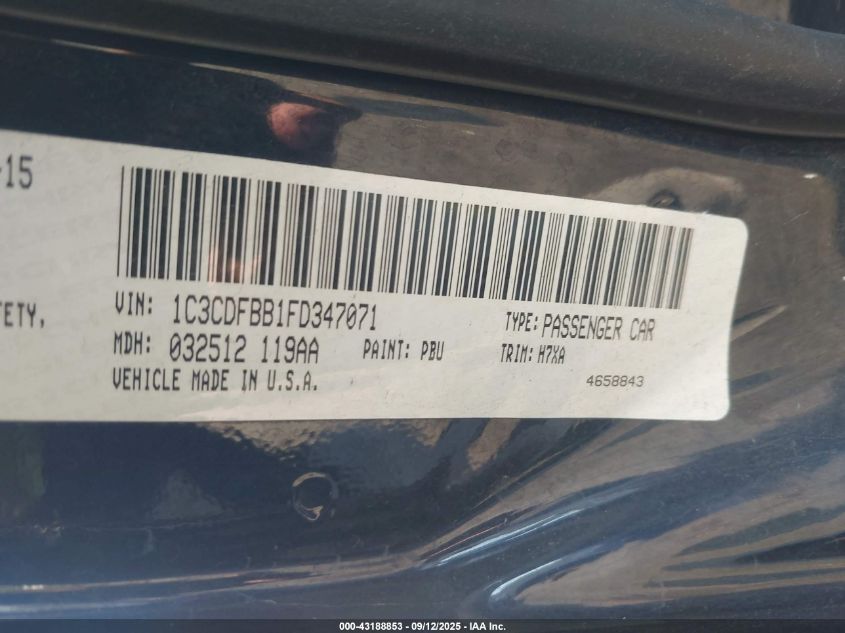 -15
ETY,
VIN: 1C3CDFBB1FD347071 TYPE: PASSENGER CAR
MDH: 032512 119AA PAINT: PBU TRIM: H7XA
VEHICLE MADE IN U.S.A. 4658843
000-43188853 - 09/12/2025 - IAA Inc.